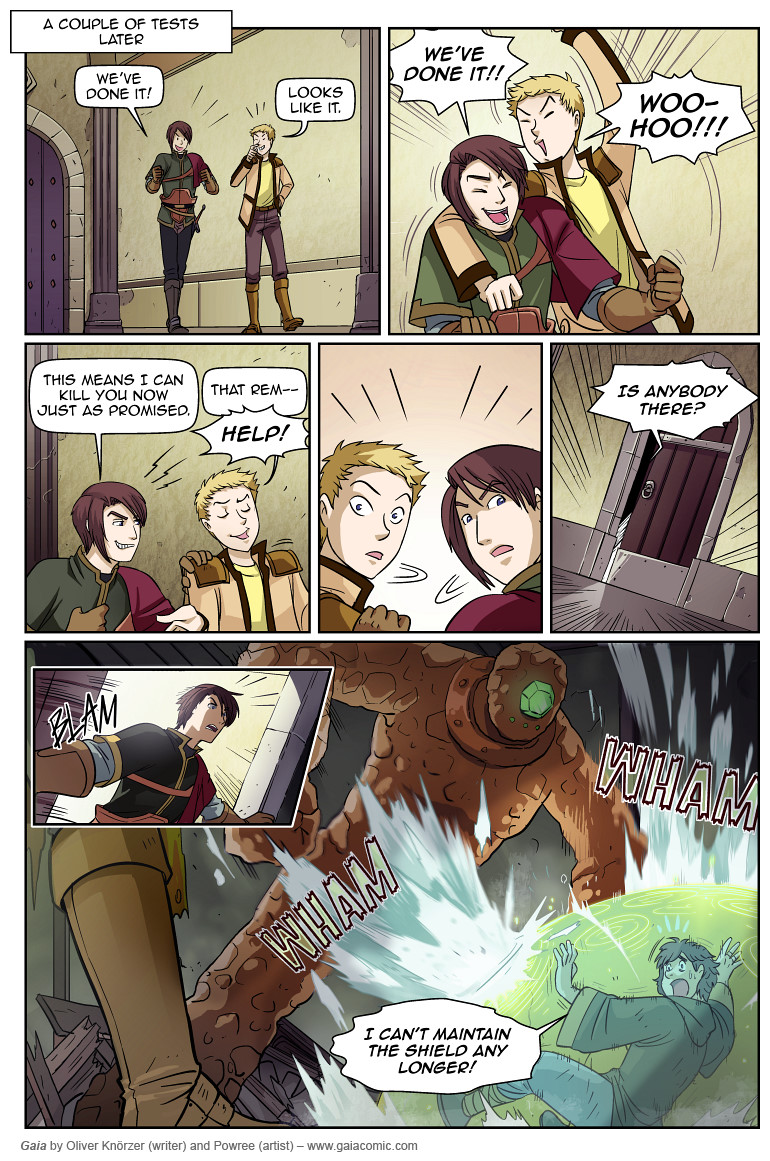 A COUPLE OF TESTS
LATER
WE'VE
DONE IT!
LOOKS
LIKE IT.
WE'VE
DONE IT!!
WOO-
HOO!!!
THIS MEANS I CAN
KILL YOU NOW
JUST AS PROMISED.
THAT REM--
HELP!
IS ANYBODY
THERE?
BLAM
WHAM
WHAM
I CAN'T MAINTAIN
THE SHIELD ANY
LONGER!
Gaia by Oliver Knörzer (writer) and Powree (artist) – www.gaiacomic.com